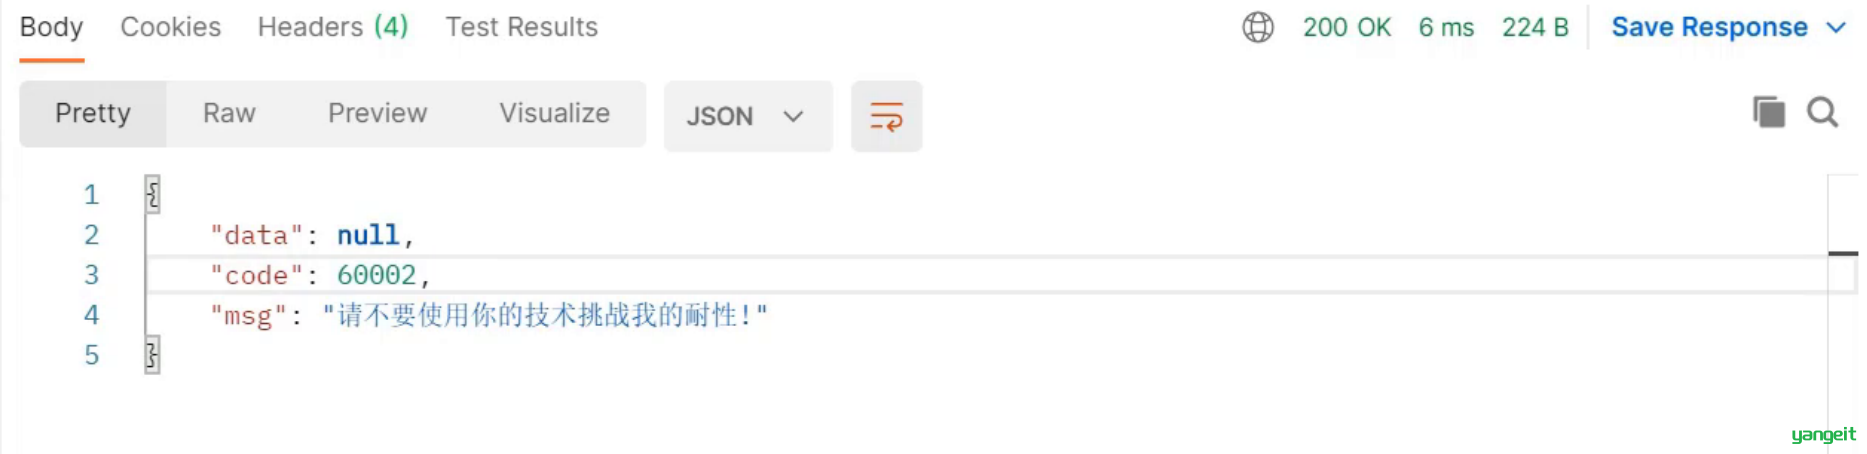 Body Cookies Headers (4) Test Results 200 OK 6 ms 224 B Save Response
Pretty Raw Preview Visualize JSON
1 {
2 "data": null,
3 "code": 60002,
4 "msg": "请不要使用你的技术挑战我的耐性!"
5 }
yangeit